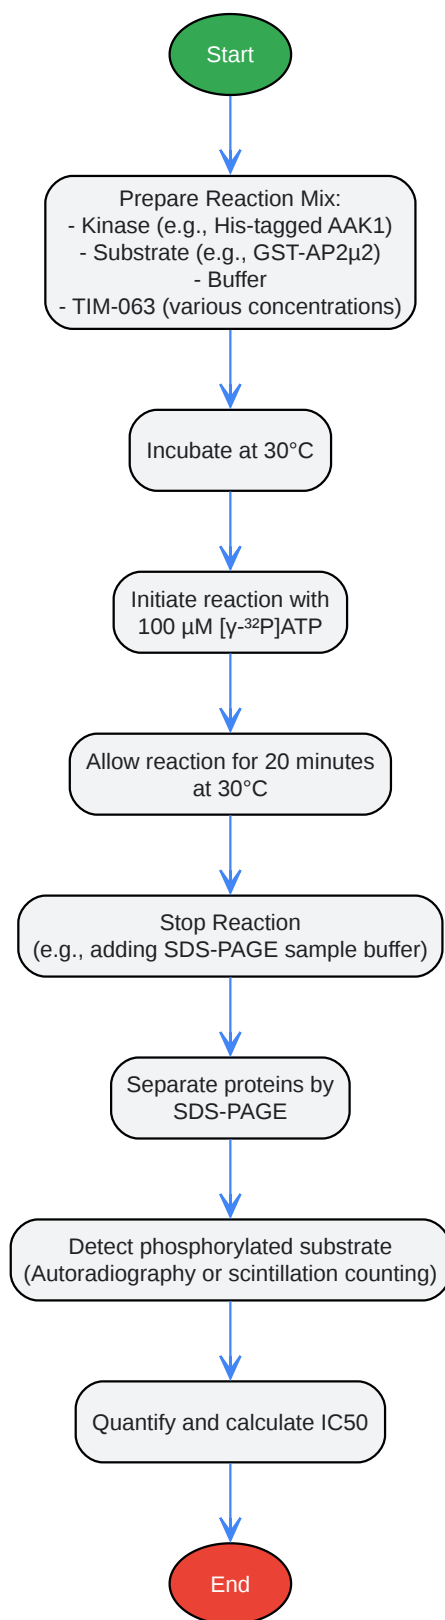 Start
Prepare Reaction Mix:
- Kinase (e.g., His-tagged AAK1)
- Substrate (e.g., GST-AP2µ2)
- Buffer
- TIM-063 (various concentrations)
Incubate at 30°C
Initiate reaction with
100 µM [γ-³²P]ATP
Allow reaction for 20 minutes
at 30°C
Stop Reaction
(e.g., adding SDS-PAGE sample buffer)
Separate proteins by
SDS-PAGE
Detect phosphorylated substrate
(Autoradiography or scintillation counting)
Quantify and calculate IC50
End